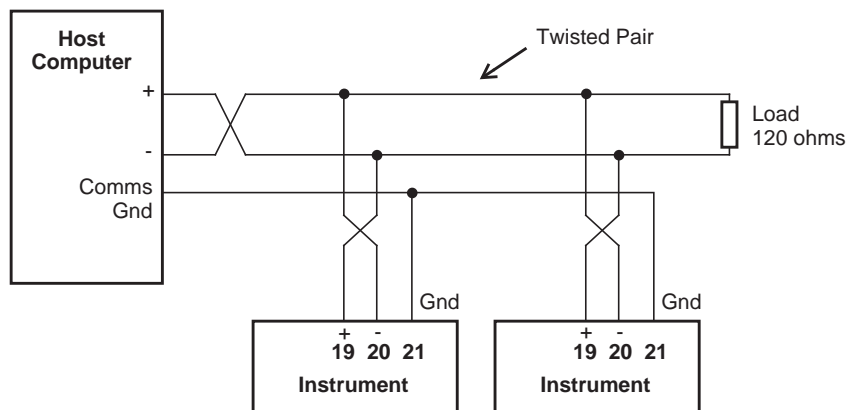 Host
Computer
Twisted Pair
+
-
Load
120 ohms
Comms
Gnd
Gnd
Gnd
+ -
19 20 21
Instrument
+ -
19 20 21
Instrument